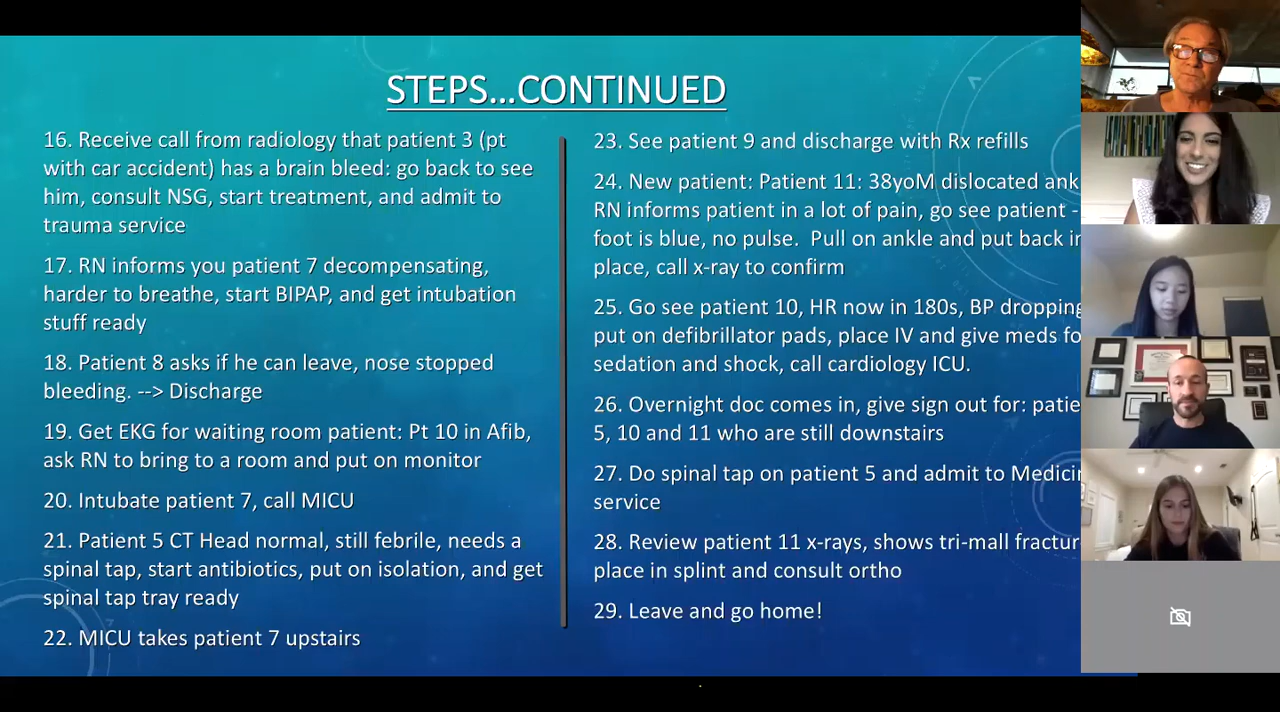 STEPS...CONTINUED
16. Receive call from radiology that patient 3 (pt
with car accident) has a brain bleed: go back to see
him, consult NSG, start treatment, and admit to
trauma service
17. RN informs you patient 7 decompensating,
harder to breathe, start BIPAP, and get intubation
stuff ready
18. Patient 8 asks if he can leave, nose stopped
bleeding. --> Discharge
19. Get EKG for waiting room patient: Pt 10 in Afib,
ask RN to bring to a room and put on monitor
20. Intubate patient 7, call MICU
21. Patient 5 CT Head normal, still febrile, needs a
spinal tap, start antibiotics, put on isolation, and get
spinal tap tray ready
22. MICU takes patient 7 upstairs
23. See patient 9 and discharge with Rx refills
24. New patient: Patient 11: 38yoM dislocated
RN informs patient in a lot of pain, go see patient -
foot is blue, no pulse. Pull on ankle and put back
place, call x-ray to confirm
25. Go see patient 10, HR now in 180s, BP dropping
put on defibrillator pads, place IV and give meds
sedation and shock, call cardiology ICU.
26. Overnight doc comes in, give sign out for:
5, 10 and 11 who are still downstairs
27. Do spinal tap on patient 5 and admit to
service
28. Review patient 11 x-rays, shows tri-mall
place in splint and consult ortho
29. Leave and go home!